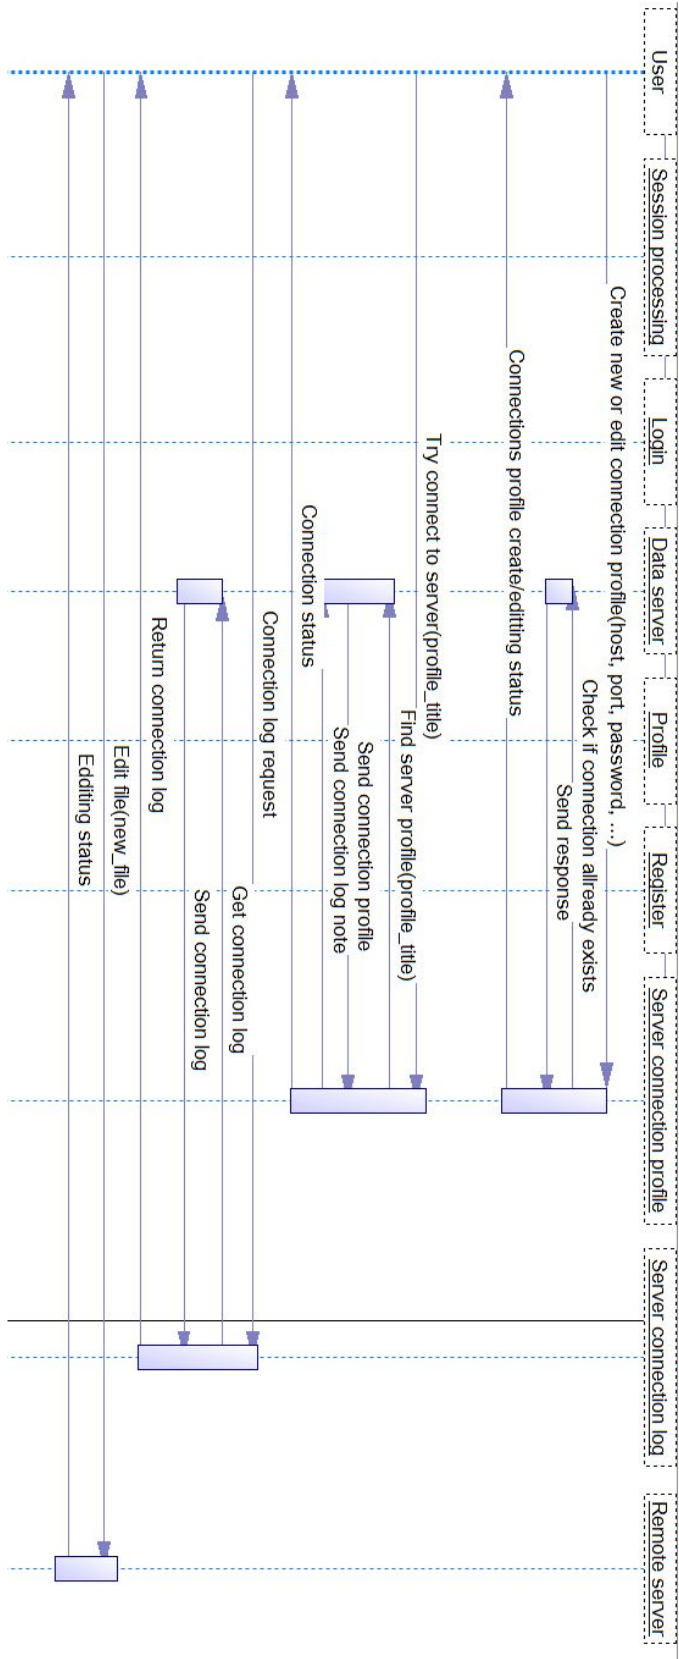 User
Session processing
Login
Data server
Profile
Register
Server connection profile
Server connection log
Remote server
Create new or edit connection profile(host, port, password, ...)
Check if connection allready exists
Send response
Connections profile create/editting status
Try connect to server(profile_title)
Find server profile(profile_title)
Send connection profile
Send connection log note
Connection status
Connection log request
Get connection log
Send connection log
Return connection log
Edit file(new_file)
Edditing status